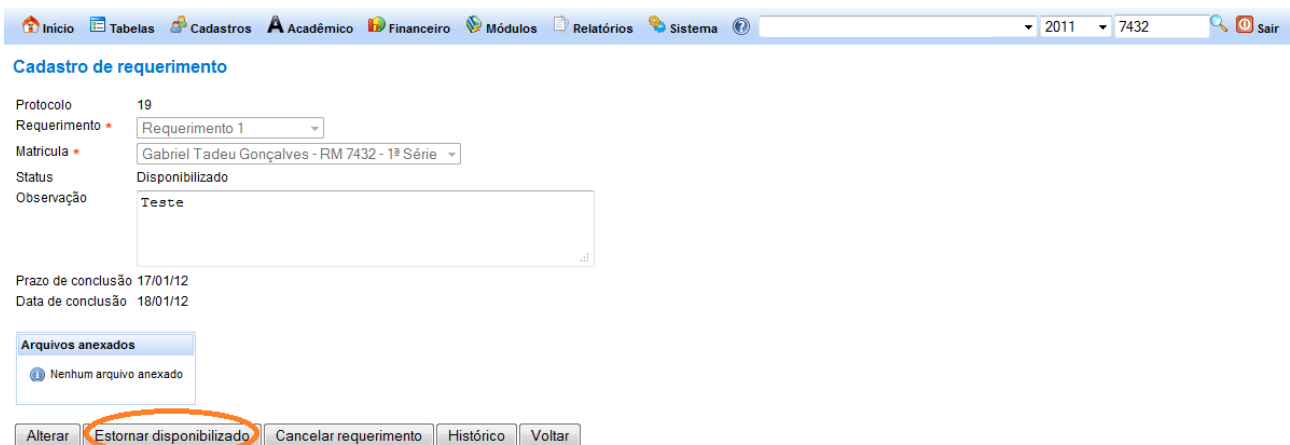 Início Tabelas Cadastros Acadêmico Financeiro Módulos Relatórios Sistema 2011 7432 Sair
Cadastro de requerimento
Protocolo 19
Requerimento * Requerimento 1
Matricula * Gabriel Tadeu Gonçalves - RM 7432 - 1ª Série
Status Disponibilizado
Observação Teste
Prazo de conclusão 17/01/12
Data de conclusão 18/01/12
Arquivos anexados
Nenhum arquivo anexado
Alterar Estornar disponibilizado Cancelar requerimento Histórico Voltar